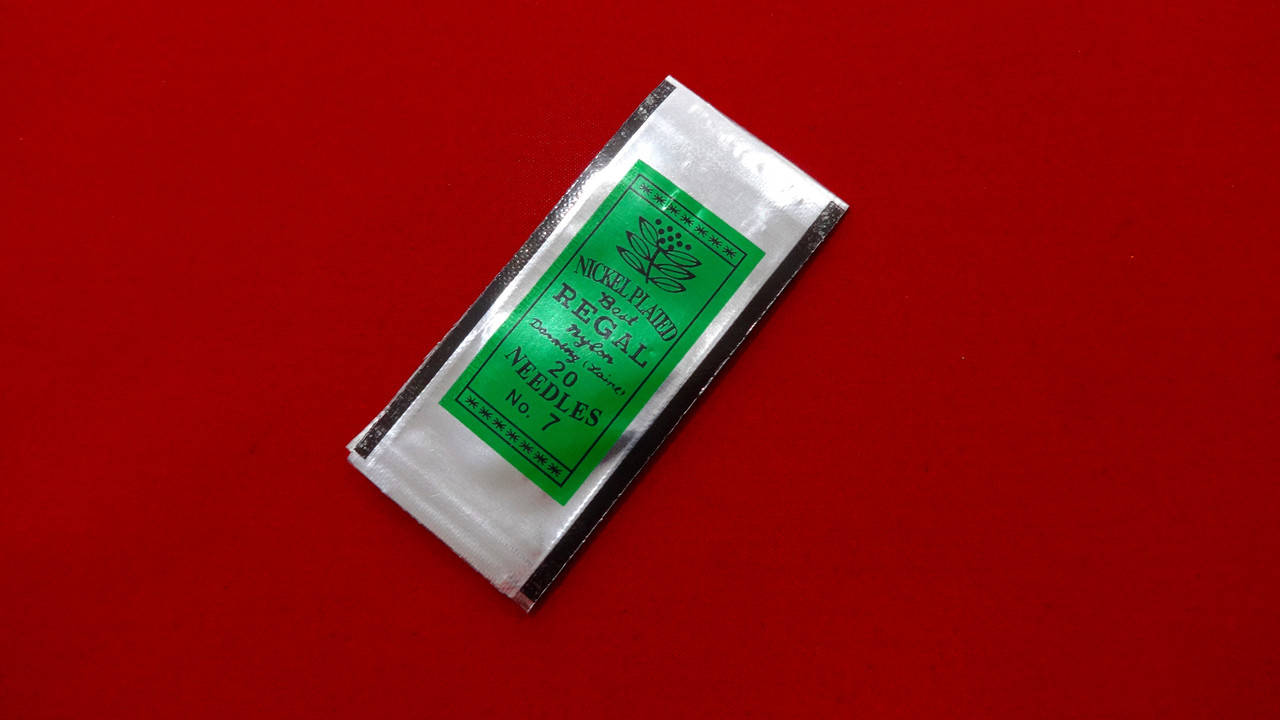 NICKEL PLATED
Best
REGAL
Nylon
Darning (Laine)
20
NEEDLES
No. 7